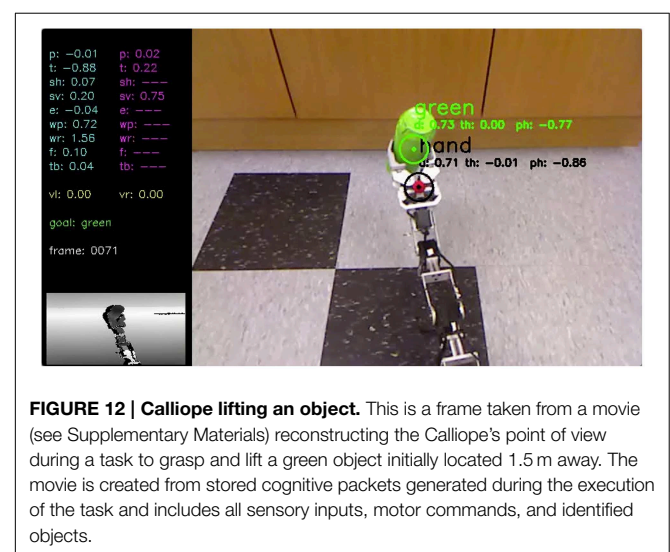 p: −0.01 p: 0.02
t: −0.88 t: 0.22
sh: 0.07 sh: −−−
sv: 0.20 sv: 0.75
e: −0.04 e: −−−
wp: 0.72 wp: −−−
wr: 1.56 wr: −−−
f: 0.10 f: −−−
tb: 0.04 tb: −−−
vl: 0.00 vr: 0.00
goal: green
frame: 0071
green
d: 0.73 th: 0.00 ph: −0.77
hand
d: 0.71 th: −0.01 ph: −0.86
FIGURE 12 | Calliope lifting an object. This is a frame taken from a movie
(see Supplementary Materials) reconstructing the Calliope's point of view
during a task to grasp and lift a green object initially located 1.5 m away. The
movie is created from stored cognitive packets generated during the execution
of the task and includes all sensory inputs, motor commands, and identified
objects.